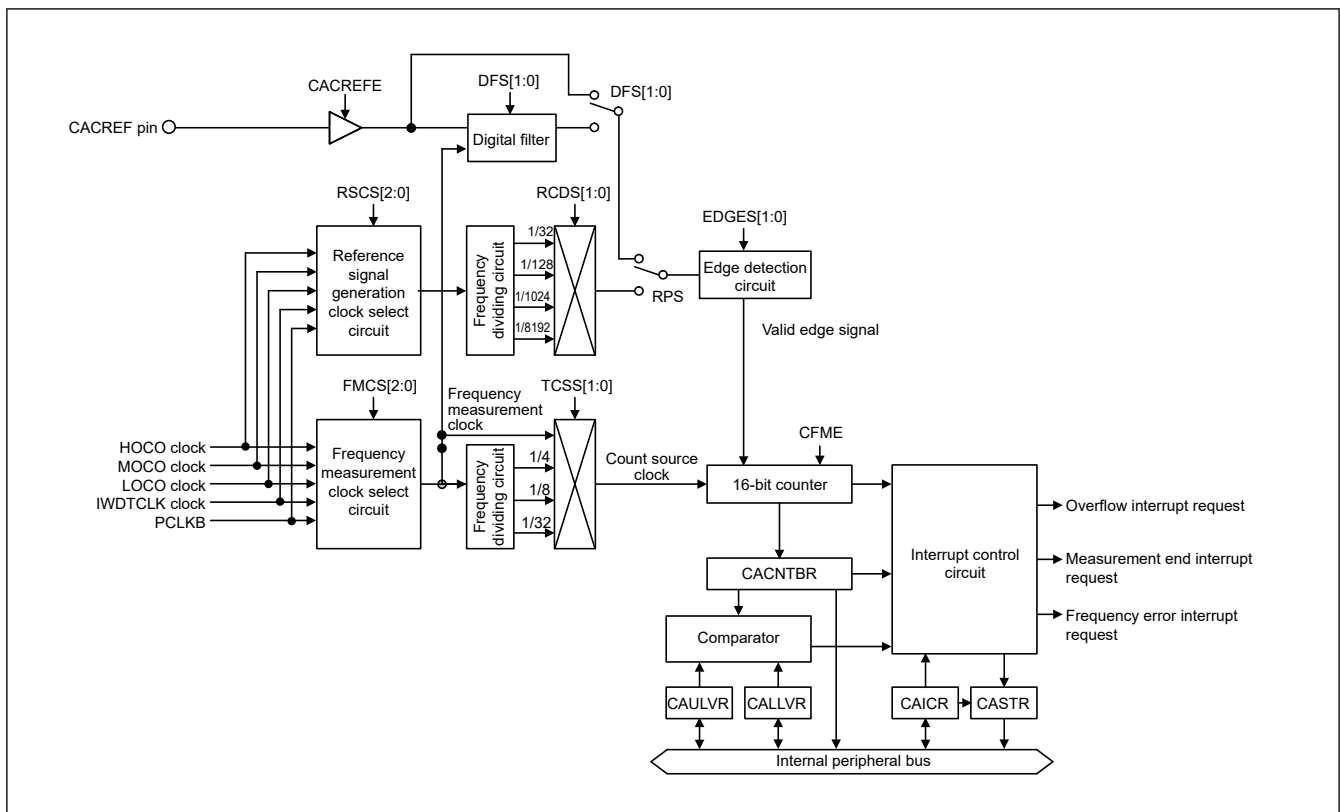 CACREFE
DFS[1:0]
DFS[1:0]
CACREF pin
Digital filter
RSCS[2:0]
RCDS[1:0]
EDGES[1:0]
Reference
signal
generation
clock select
circuit
Frequency
dividing circuit
1/32
1/128
1/1024
1/8192
RPS
Edge detection
circuit
Valid edge signal
FMCS[2:0]
Frequency
measurement
clock
TCSS[1:0]
HOCO clock
MOCO clock
LOCO clock
IWDTCLK clock
PCLKB
Frequency
measurement
clock select
circuit
Frequency
dividing circuit
1/4
1/8
1/32
Count source
clock
CFME
16-bit counter
CACNTBR
Comparator
CAULVR
CALLVR
Interrupt control
circuit
Overflow interrupt request
Measurement end interrupt
request
Frequency error interrupt
request
CAICR
CASTR
Internal peripheral bus